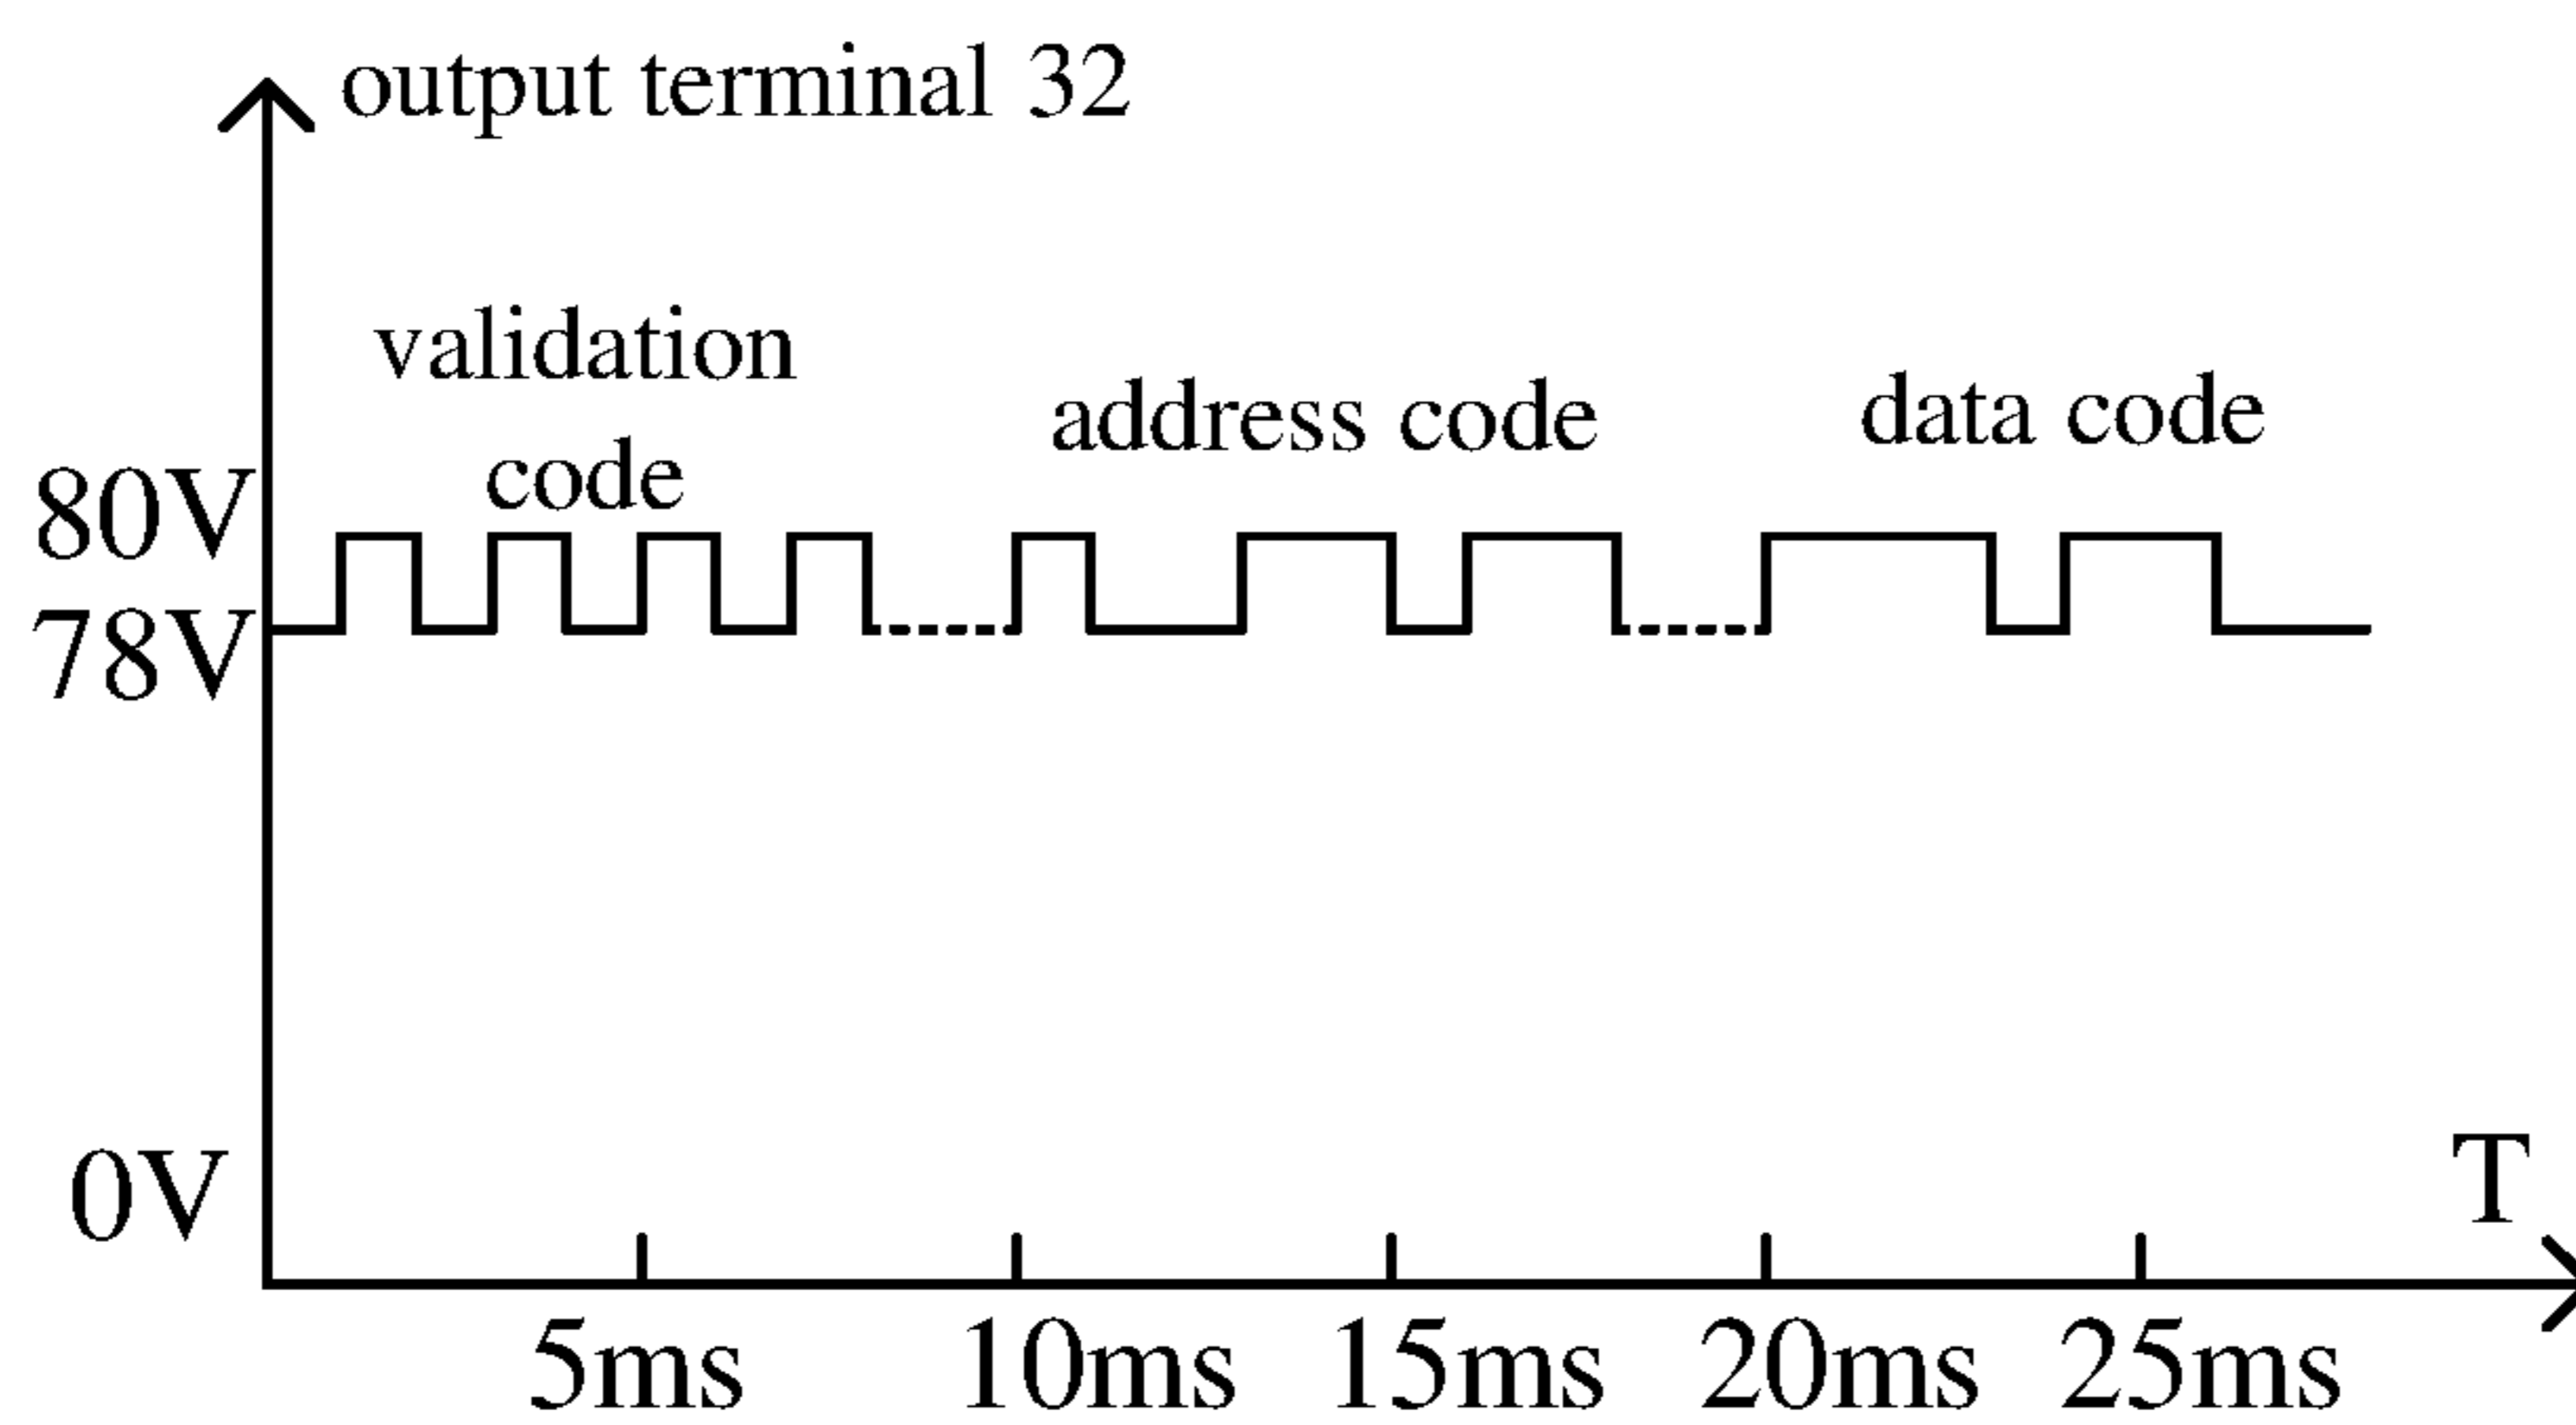 output terminal 32
validation
code
address code
data code
80V
78V
0V
T
5ms
10ms
15ms
20ms
25ms